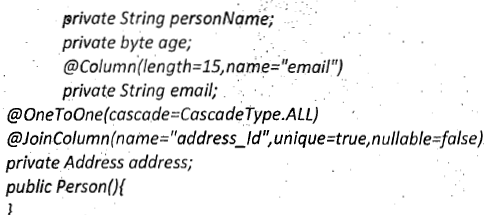 private String personName;
private byte age;
@Column(length=15,name="email")
private String email;
@OneToOne(cascade=CascadeType.ALL)
@JoinColumn(name="address_Id",unique=true,nullable=false)
private Address address;
public Person(){
}